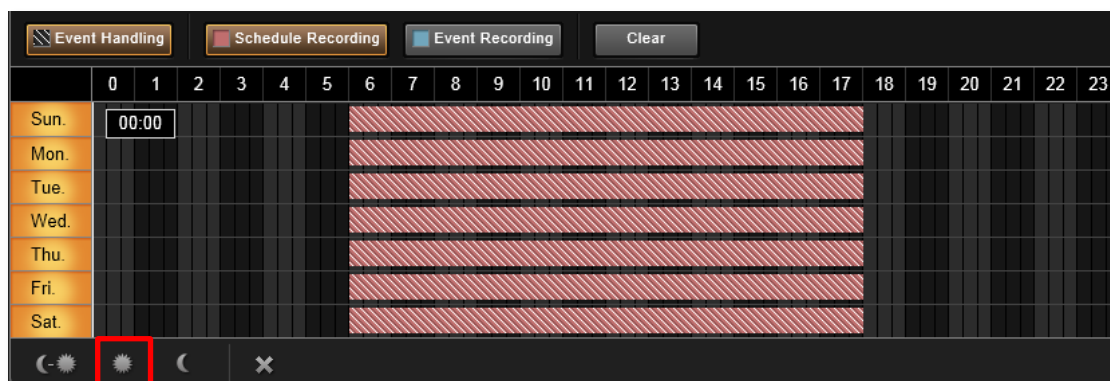 Event Handling Schedule Recording Event Recording Clear
0 1 2 3 4 5 6 7 8 9 10 11 12 13 14 15 16 17 18 19 20 21 22 23
Sun. 00:00
Mon.
Tue.
Wed.
Thu.
Fri.
Sat.